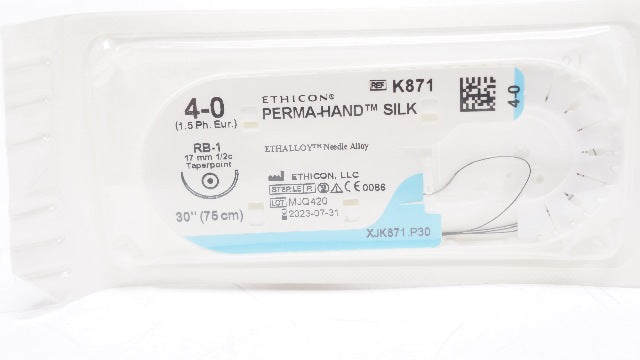 4-0
(1.5 Ph. Eur.)
RB-1
17 mm 1/2c
Taperpoint
30" (75 cm)
ETHICON®
PERMA-HAND™ SILK
REF K871
ETHALLOY™ Needle Alloy
ETHICON, LLC
STERILE R 2 CE 0086
LOT MJQ420
2023-07-31
XJK871.P30
4-0